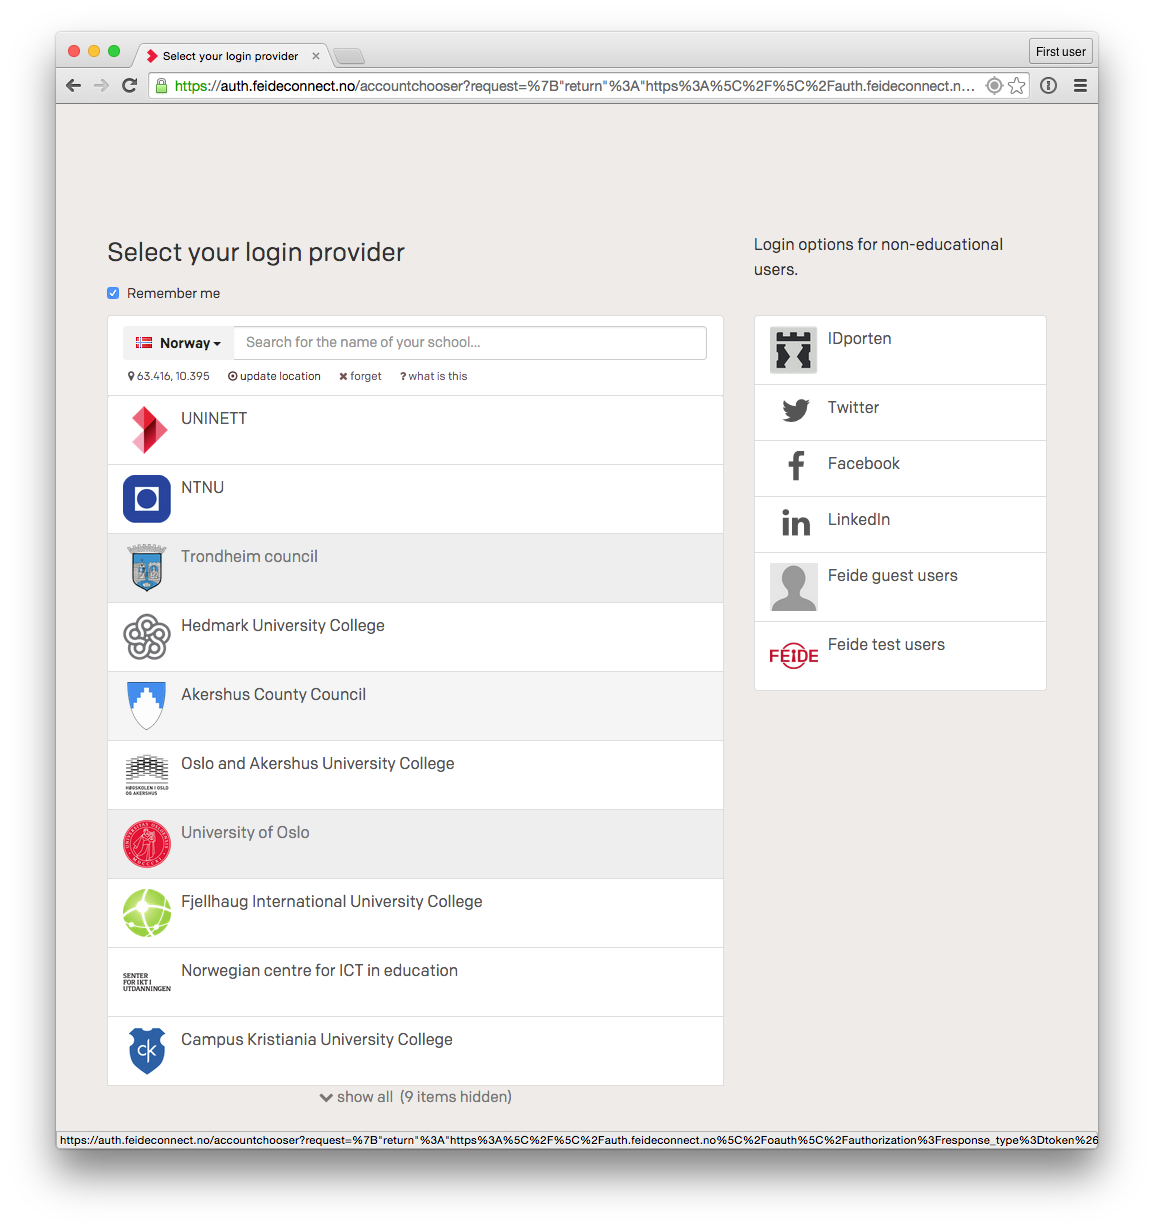 Select your login provider
First user
https://auth.feideconnect.no/accountchooser?request=%7B"return"%3A"https%3A%5C%2F%5C%2Fauth.feideconnect.n...
Select your login provider
Remember me
Norway
Search for the name of your school...
63.416, 10.395 update location forget ? what is this
UNINETT
NTNU
Trondheim council
Hedmark University College
Akershus County Council
HØGSKOLEN I OSLO
OG AKERSHUS
Oslo and Akershus University College
University of Oslo
Fjellhaug International University College
SENTER
FOR IKT I
UTDANNINGEN
Norwegian centre for ICT in education
ck
Campus Kristiania University College
show all (9 items hidden)
Login options for non-educational
users.
IDporten
Twitter
Facebook
in
LinkedIn
Feide guest users
FEIDE
Feide test users
https://auth.feideconnect.no/accountchooser?request=%7B"return"%3A"https%3A%5C%2F%5C%2Fauth.feideconnect.no%5C%2Foauth%5C%2Fauthorization%3Fresponse_type%3Dtoken%26